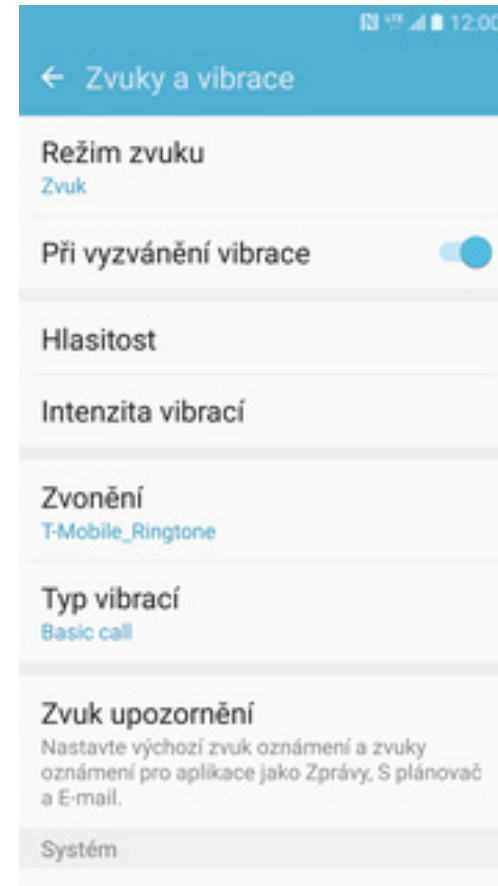 LTE 12:00
Zvuky a vibrace
Režim zvuku
Zvuk
Při vyzvánění vibrace
Hlasitost
Intenzita vibrací
Zvonění
T-Mobile_Ringtone
Typ vibrací
Basic call
Zvuk upozornění
Nastavte výchozí zvuk oznámení a zvuky
oznámení pro aplikace jako Zprávy, S plánovač
a E-mail.
Systém